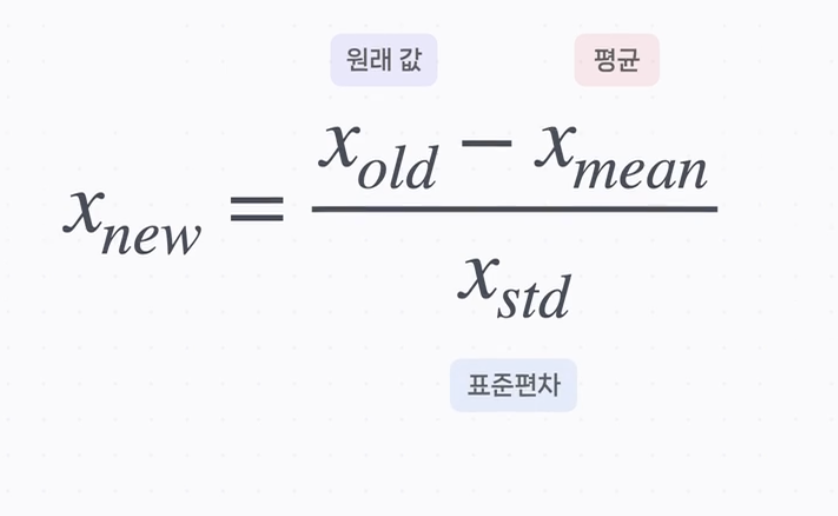 원래 값 평균
x_new = (x_old − x_mean) / x_std
표준편차